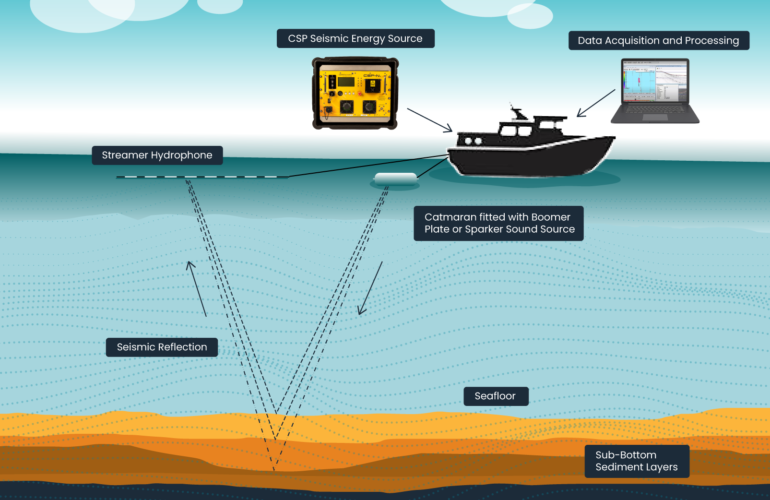 CSP Seismic Energy Source
Data Acquisition and Processing
Streamer Hydrophone
Catmaran fitted with Boomer
Plate or Sparker Sound Source
Seismic Reflection
Seafloor
Sub-Bottom
Sediment Layers